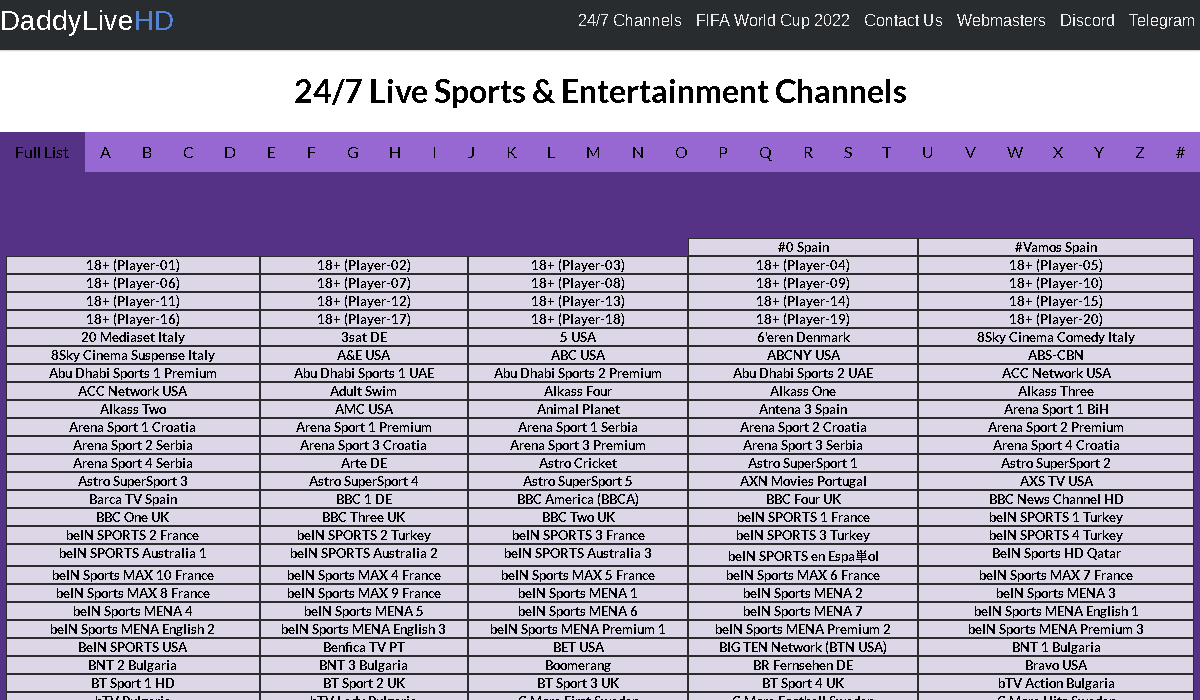 DaddyLiveHD 24/7 Channels FIFA World Cup 2022 Contact Us Webmasters Discord Telegram
24/7 Live Sports & Entertainment Channels
Full List A B C D E F G H I J K L M N O P Q R S T U V W X Y Z #
#0 Spain #Vamos Spain
18+ (Player-01) 18+ (Player-02) 18+ (Player-03) 18+ (Player-04) 18+ (Player-05)
18+ (Player-06) 18+ (Player-07) 18+ (Player-08) 18+ (Player-09) 18+ (Player-10)
18+ (Player-11) 18+ (Player-12) 18+ (Player-13) 18+ (Player-14) 18+ (Player-15)
18+ (Player-16) 18+ (Player-17) 18+ (Player-18) 18+ (Player-19) 18+ (Player-20)
20 Mediaset Italy 3sat DE 5 USA 6'eren Denmark 8Sky Cinema Comedy Italy
8Sky Cinema Suspense Italy A&E USA ABC USA ABCNY USA ABS-CBN
Abu Dhabi Sports 1 Premium Abu Dhabi Sports 1 UAE Abu Dhabi Sports 2 Premium Abu Dhabi Sports 2 UAE ACC Network USA
ACC Network USA Adult Swim Alkass Four Alkass One Alkass Three
Alkass Two AMC USA Animal Planet Antena 3 Spain Arena Sport 1 BiH
Arena Sport 1 Croatia Arena Sport 1 Premium Arena Sport 1 Serbia Arena Sport 2 Croatia Arena Sport 2 Premium
Arena Sport 2 Serbia Arena Sport 3 Croatia Arena Sport 3 Premium Arena Sport 3 Serbia Arena Sport 4 Croatia
Arena Sport 4 Serbia Arte DE Astro Cricket Astro SuperSport 1 Astro SuperSport 2
Astro SuperSport 3 Astro SuperSport 4 Astro SuperSport 5 AXN Movies Portugal AXS TV USA
Barca TV Spain BBC 1 DE BBC America (BBCA) BBC Four UK BBC News Channel HD
BBC One UK BBC Three UK BBC Two UK beIN SPORTS 1 France beIN SPORTS 1 Turkey
beIN SPORTS 2 France beIN SPORTS 2 Turkey beIN SPORTS 3 France beIN SPORTS 3 Turkey beIN SPORTS 4 Turkey
beIN SPORTS Australia 1 beIN SPORTS Australia 2 beIN SPORTS Australia 3 beIN SPORTS en Espa単ol BeIN Sports HD Qatar
beIN Sports MAX 10 France beIN Sports MAX 4 France beIN Sports MAX 5 France beIN Sports MAX 6 France beIN Sports MAX 7 France
beIN Sports MAX 8 France beIN Sports MAX 9 France beIN Sports MENA 1 beIN Sports MENA 2 beIN Sports MENA 3
beIN Sports MENA 4 beIN Sports MENA 5 beIN Sports MENA 6 beIN Sports MENA 7 beIN Sports MENA English 1
beIN Sports MENA English 2 beIN Sports MENA English 3 beIN Sports MENA Premium 1 beIN Sports MENA Premium 2 beIN Sports MENA Premium 3
BeIN SPORTS USA Benfica TV PT BET USA BIG TEN Network (BTN USA) BNT 1 Bulgaria
BNT 2 Bulgaria BNT 3 Bulgaria Boomerang BR Fernsehen DE Bravo USA
BT Sport 1 HD BT Sport 2 UK BT Sport 3 UK BT Sport 4 UK bTV Action Bulgaria